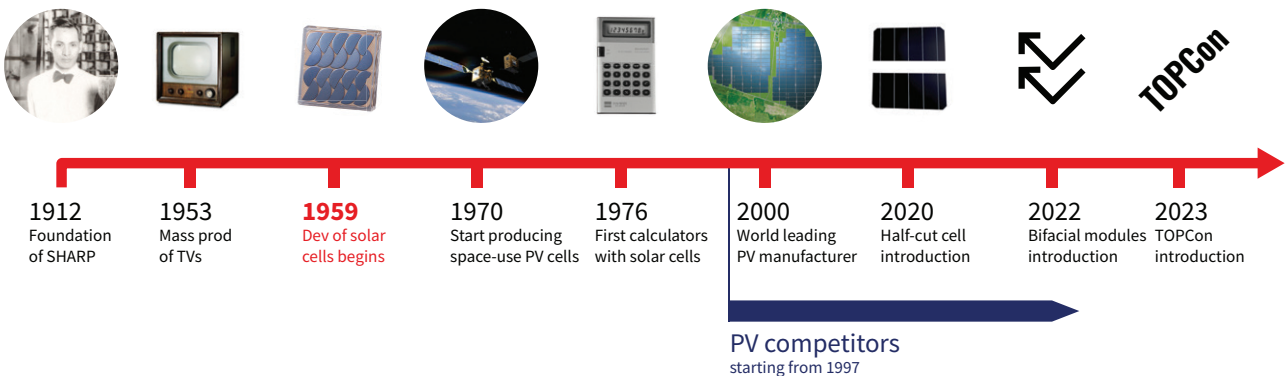 TOPCon
1912
Foundation
of SHARP
1953
Mass prod
of TVs
1959
Dev of solar
cells begins
1970
Start producing
space-use PV cells
1976
First calculators
with solar cells
2000
World leading
PV manufacturer
2020
Half-cut cell
introduction
2022
Bifacial modules
introduction
2023
TOPCon
introduction
PV competitors
starting from 1997